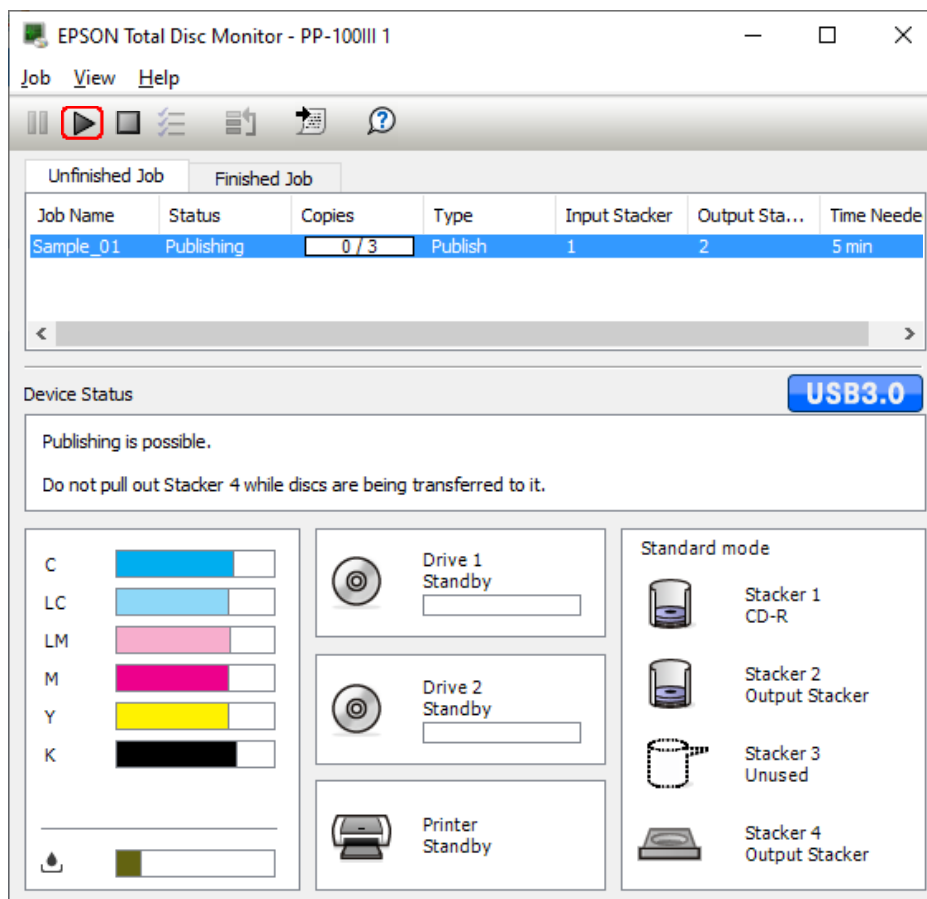 EPSON Total Disc Monitor - PP-100III 1
Job View Help
Unfinished Job Finished Job
Job Name Status Copies Type Input Stacker Output Sta... Time Neede
Sample_01 Publishing 0 / 3 Publish 1 2 5 min
Device Status
USB3.0
Publishing is possible.
Do not pull out Stacker 4 while discs are being transferred to it.
C
LC
LM
M
Y
K
Drive 1
Standby
Drive 2
Standby
Printer
Standby
Standard mode
Stacker 1
CD-R
Stacker 2
Output Stacker
Stacker 3
Unused
Stacker 4
Output Stacker